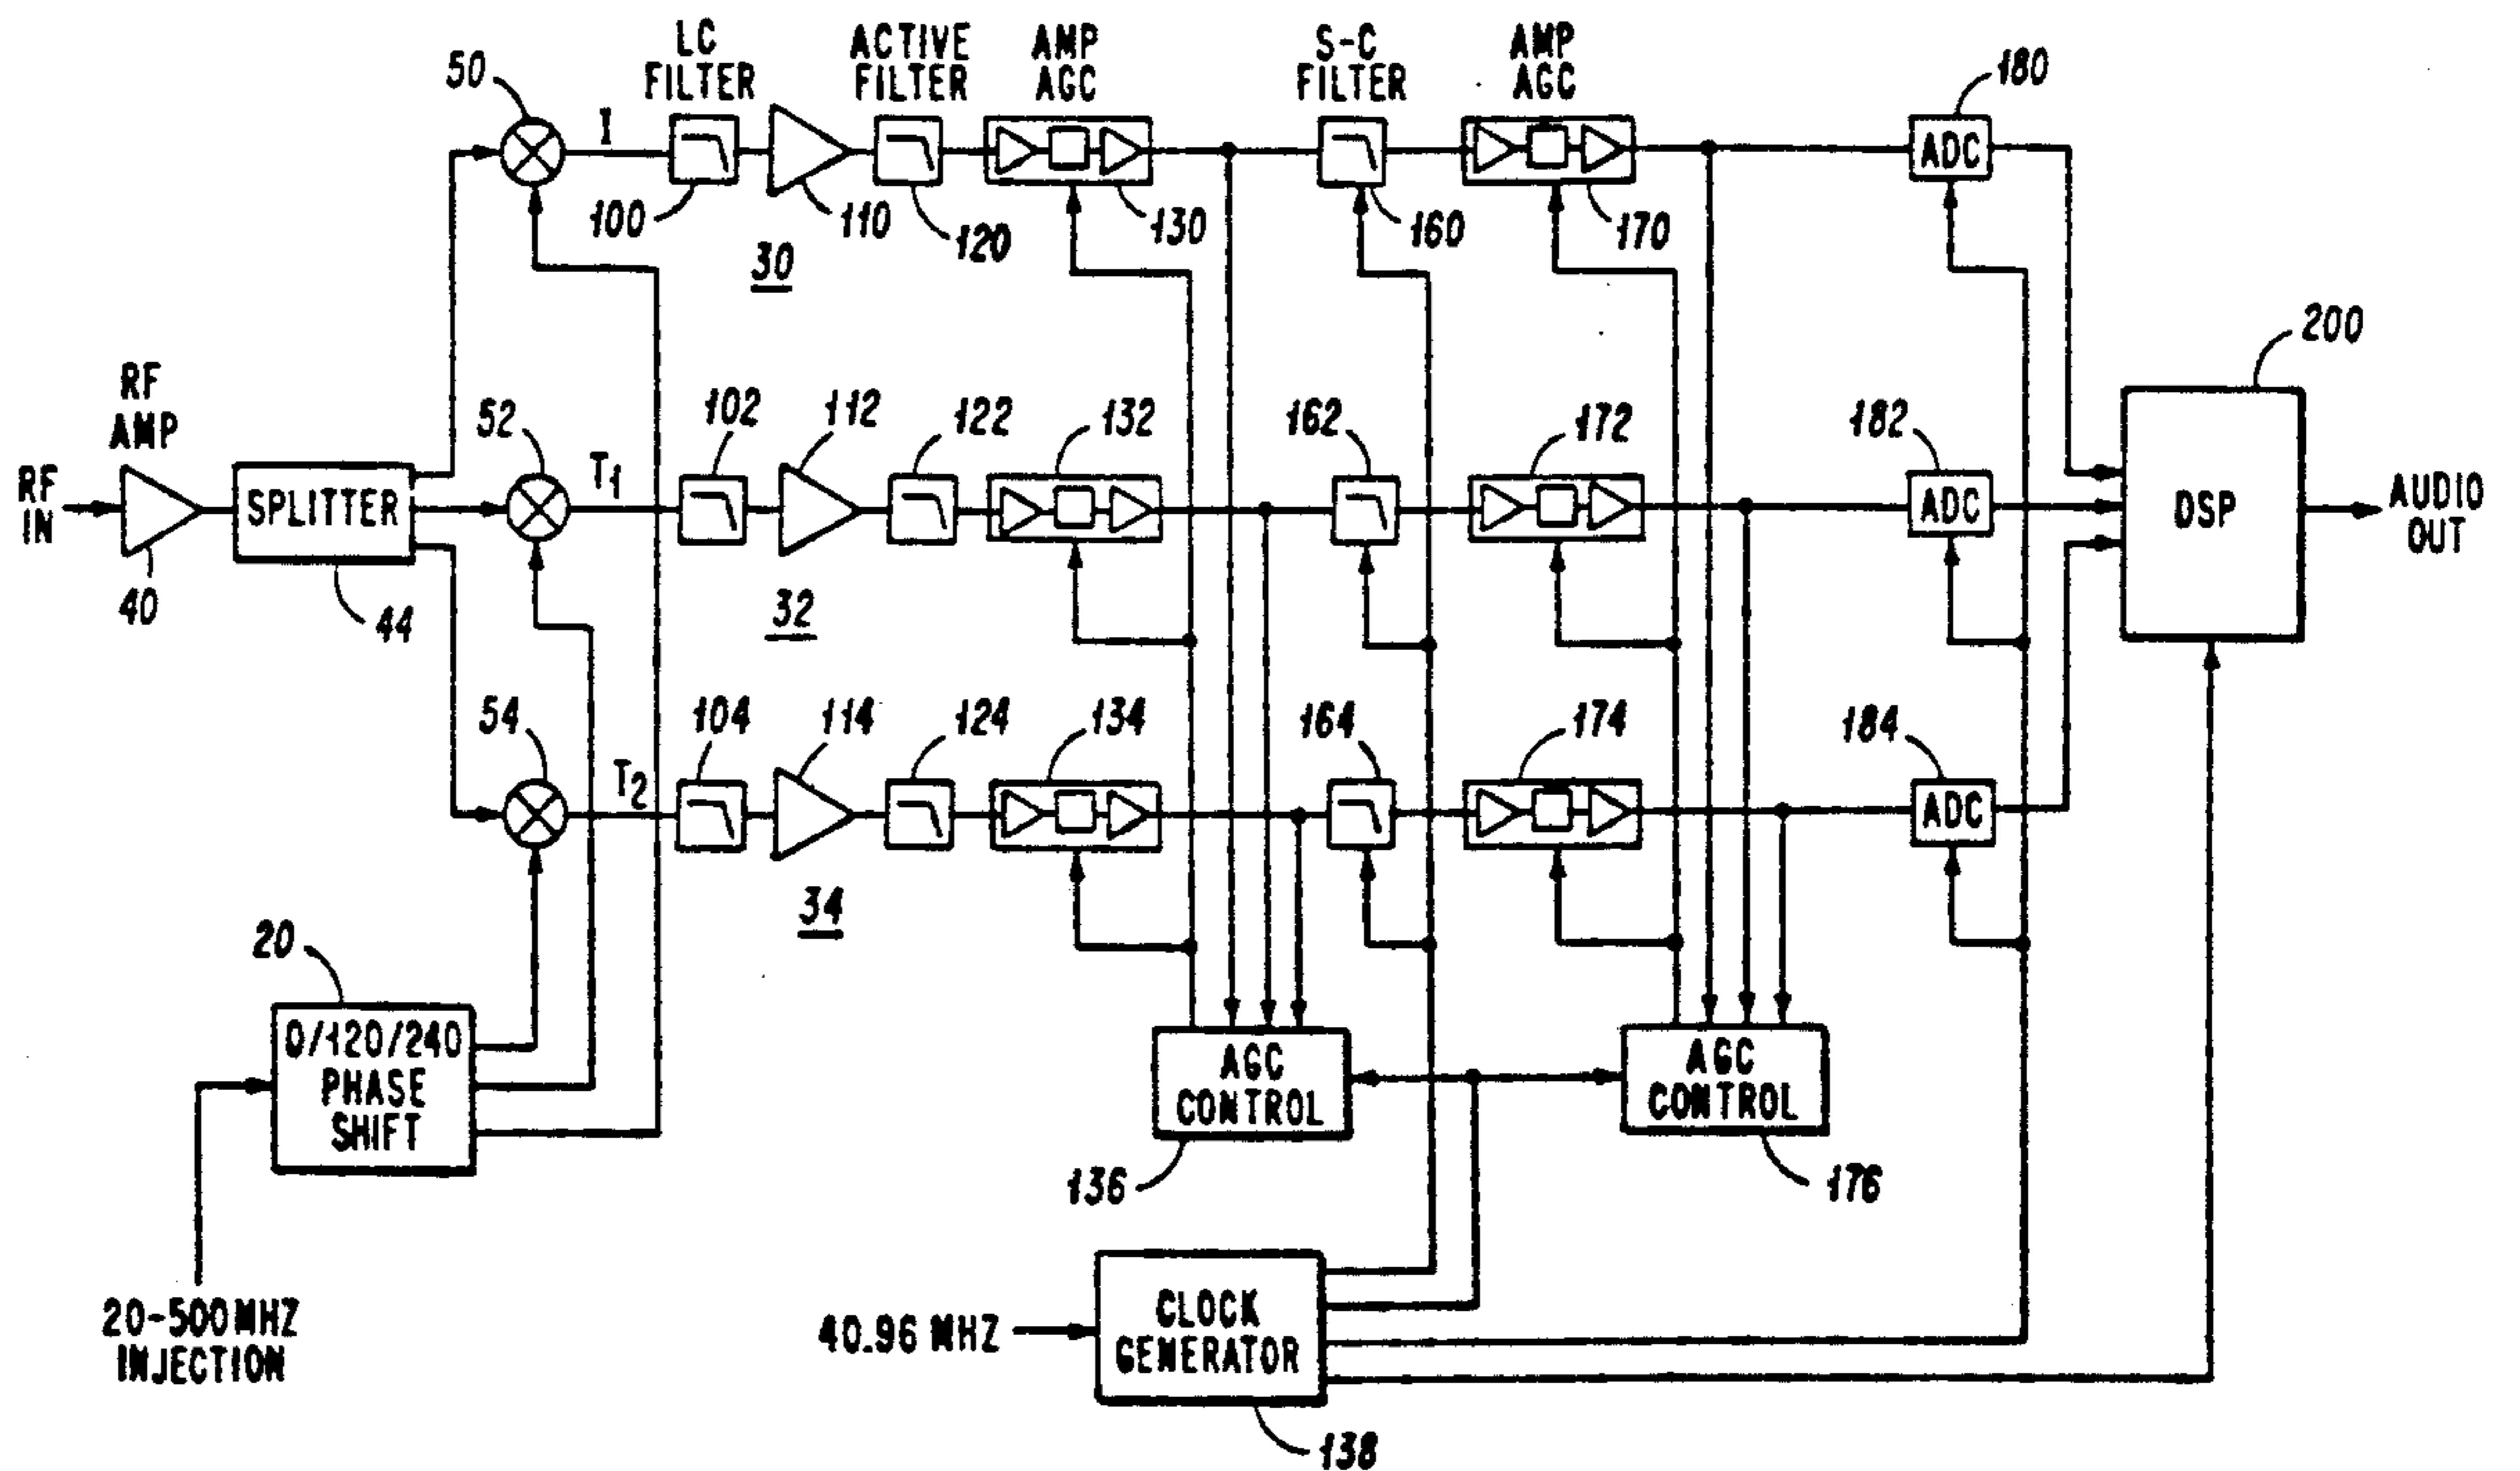 LC
FILTER
ACTIVE
FILTER
AMP
AGC
S-C
FILTER
AMP
AGC
50
I
180
ADC
100
110
120
130
160
170
30
200
RF
AMP
52
102
112
122
132
162
172
182
RF
IN
SPLITTER
T1
ADC
DSP
AUDIO
OUT
40
44
32
54
104
114
124
134
164
174
184
T2
ADC
34
20
0/120/240
PHASE
SHIFT
AGC
CONTROL
AGC
CONTROL
136
176
20-500MHZ
INJECTION
40.96 MHZ
CLOCK
GENERATOR
138